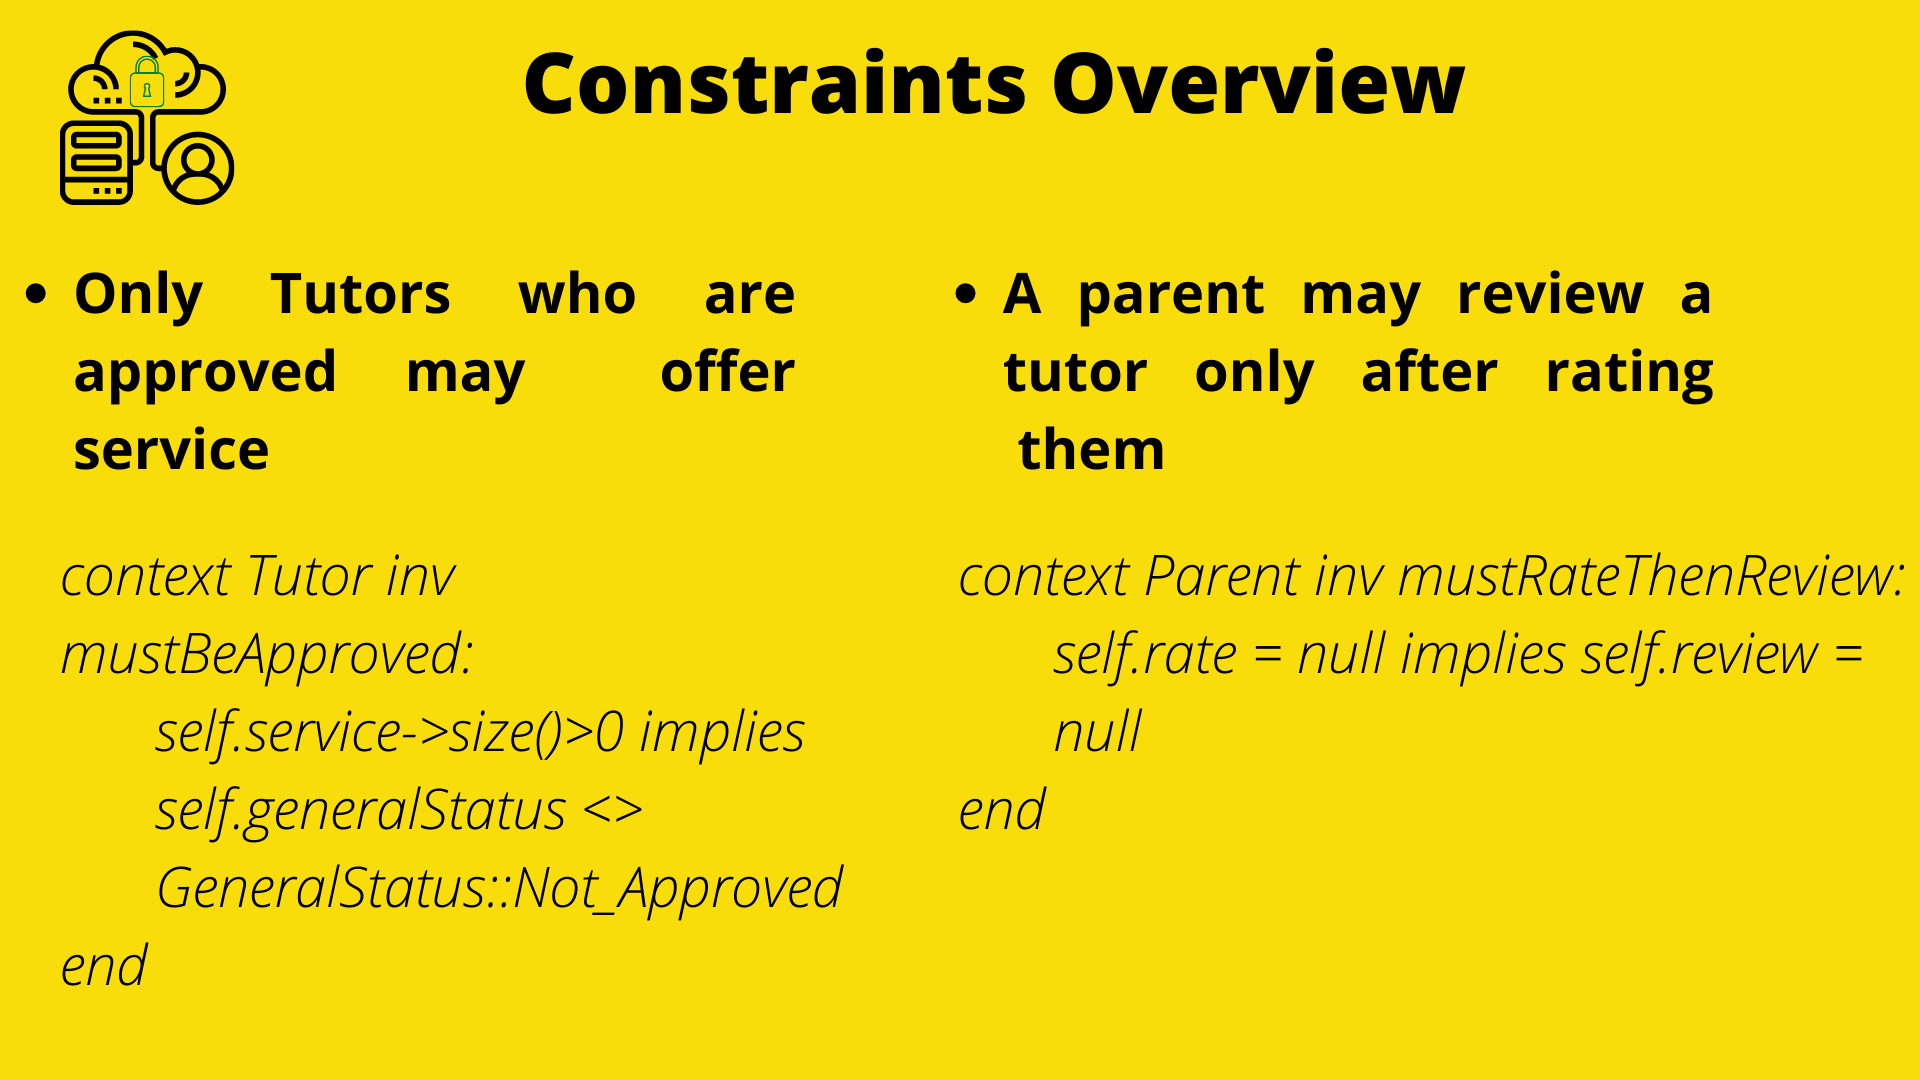 Constraints Overview
• Only Tutors who are
approved may offer
service
context Tutor inv
mustBeApproved:
self.service->size()>0 implies
self.generalStatus <>
GeneralStatus::Not_Approved
end
• A parent may review a
tutor only after rating
them
context Parent inv mustRateThenReview:
self.rate = null implies self.review =
null
end